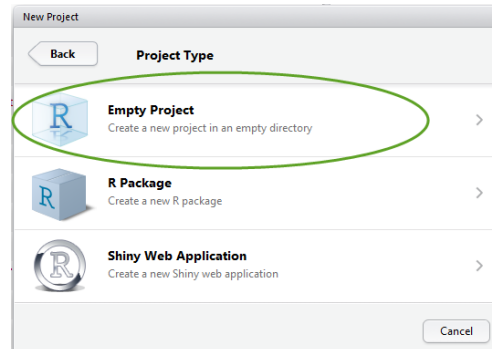 New Project
Back
Project Type
R
Empty Project
Create a new project in an empty directory
R
R Package
Create a new R package
R
Shiny Web Application
Create a new Shiny web application
Cancel